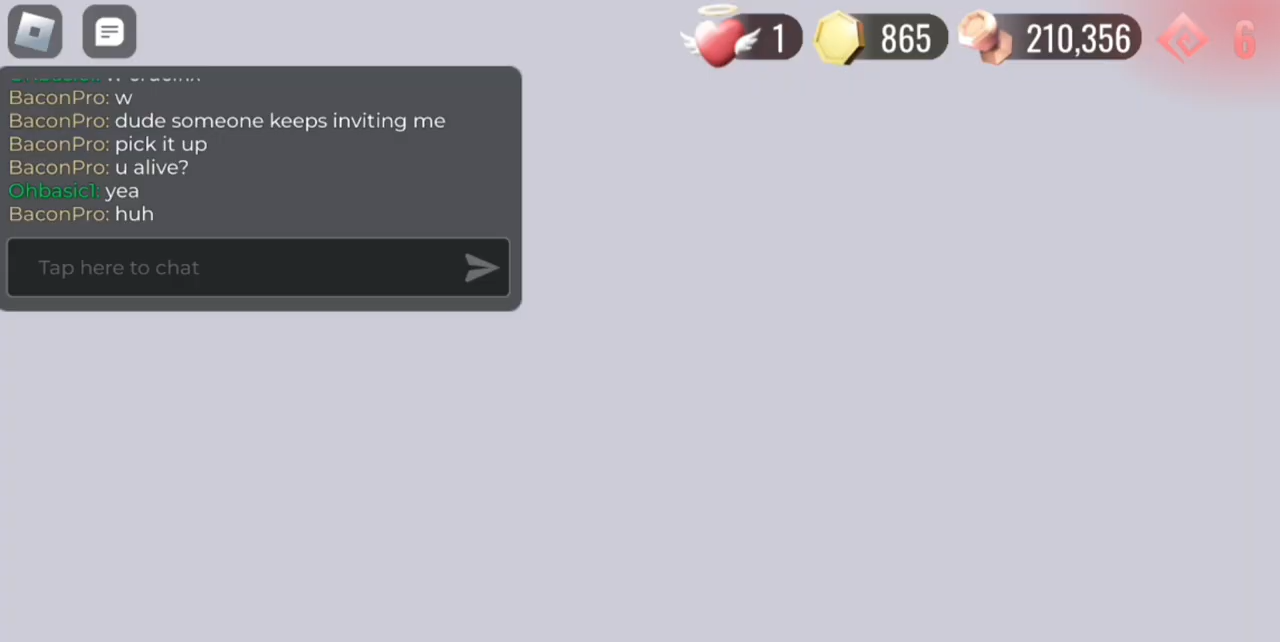 1
865
210,356
6
BaconPro: w
BaconPro: dude someone keeps inviting me
BaconPro: pick it up
BaconPro: u alive?
Ohbasic1: yea
BaconPro: huh
Tap here to chat